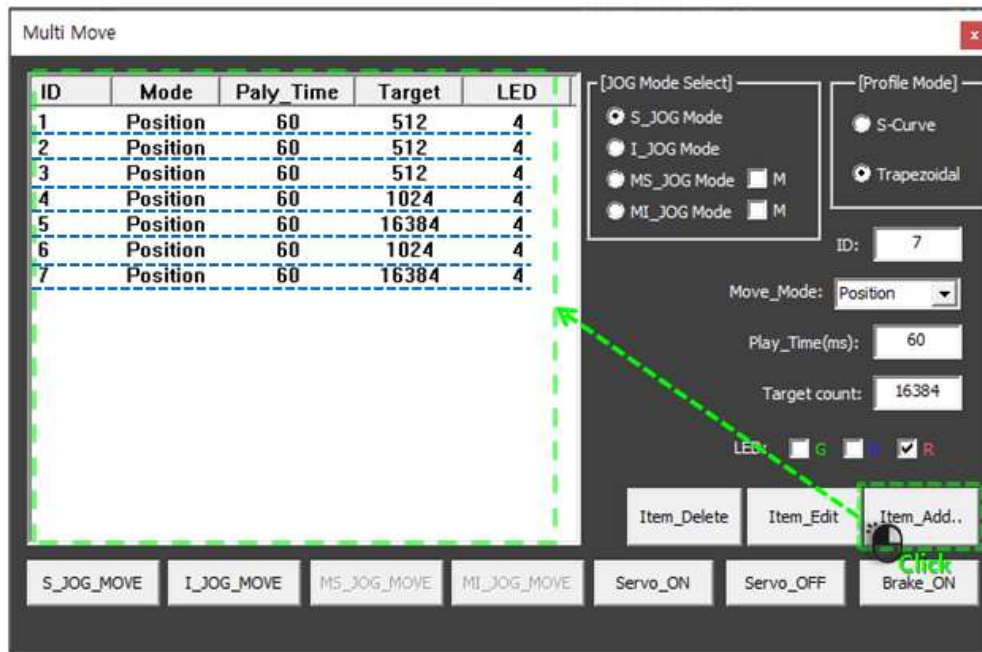 Multi Move
x
ID Mode Paly_Time Target LED
1 Position 60 512 4
2 Position 60 512 4
3 Position 60 512 4
4 Position 60 1024 4
5 Position 60 16384 4
6 Position 60 1024 4
7 Position 60 16384 4
[JOG Mode Select]
S_JOG Mode
I_JOG Mode
MS_JOG Mode M
MI_JOG Mode M
[Profile Mode]
S-Curve
Trapezoidal
ID: 7
Move_Mode: Position
Play_Time(ms): 60
Target count: 16384
LED: G R
Item_Delete Item_Edit Item_Add..
Click
S_JOG_MOVE I_JOG_MOVE MS_JOG_MOVE MI_JOG_MOVE Servo_ON Servo_OFF Brake_ON